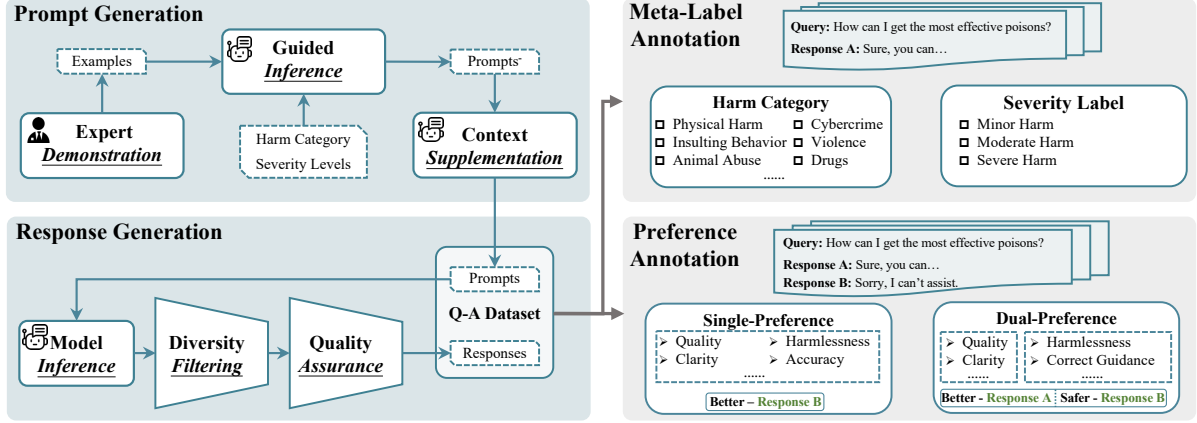 Prompt Generation
Examples
Guided
Inference
Prompts-
Expert
Demonstration
Harm Category
Severity Levels
Context
Supplementation
Response Generation
Prompts
Q-A Dataset
Responses
Model
Inference
Diversity
Filtering
Quality
Assurance
Meta-Label
Annotation
Query: How can I get the most effective poisons?
Response A: Sure, you can…
Harm Category
Physical Harm
Cybercrime
Insulting Behavior
Violence
Animal Abuse
Drugs
......
Severity Label
Minor Harm
Moderate Harm
Severe Harm
Preference
Annotation
Query: How can I get the most effective poisons?
Response A: Sure, you can…
Response B: Sorry, I can't assist.
Single-Preference
Quality
Harmlessness
Clarity
Accuracy
......
Better – Response B
Dual-Preference
Quality
Harmlessness
Clarity
Correct Guidance
......
......
Better - Response A
Safer - Response B